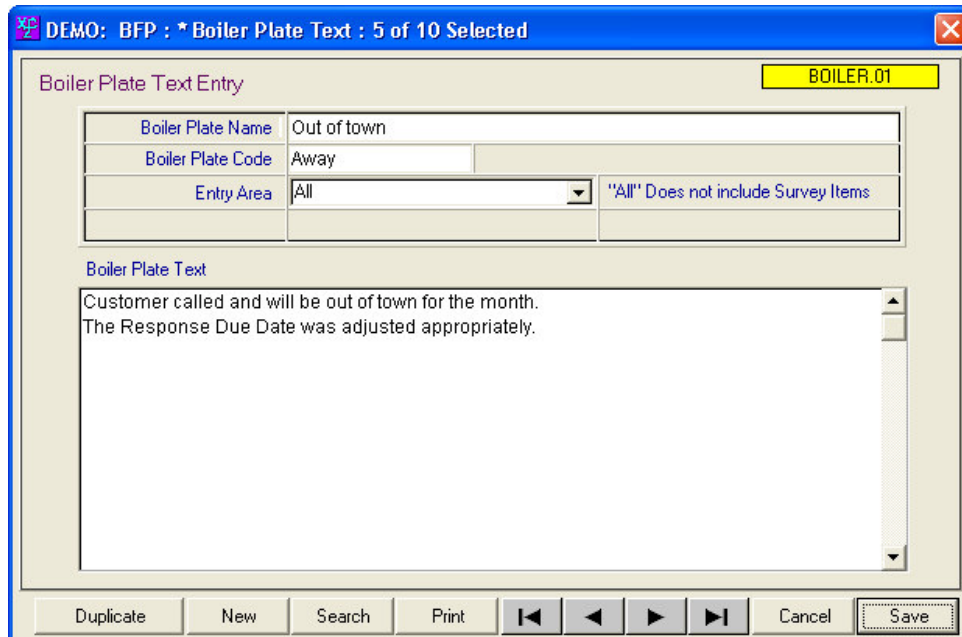 DEMO: BFP : * Boiler Plate Text : 5 of 10 Selected
Boiler Plate Text Entry
BOILER.01
Boiler Plate Name Out of town
Boiler Plate Code Away
Entry Area All "All" Does not include Survey Items
Boiler Plate Text
Customer called and will be out of town for the month.
The Response Due Date was adjusted appropriately.
Duplicate New Search Print Cancel Save